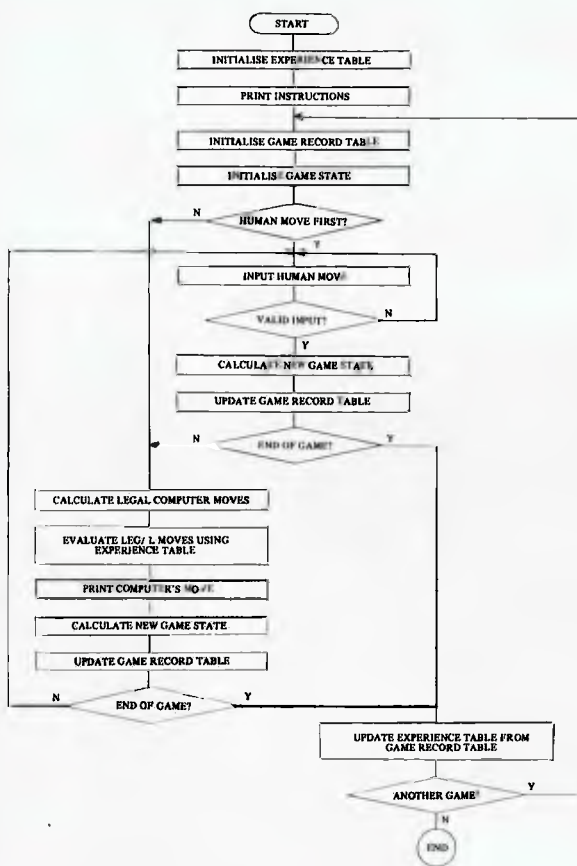 START
INITIALISE EXPERIENCE TABLE
PRINT INSTRUCTIONS
INITIALISE GAME RECORD TABLE
INITIALISE GAME STATE
N
HUMAN MOVE FIRST?
Y
INPUT HUMAN MOVE
VALID INPUT?
N
Y
CALCULATE NEW GAME STATE
UPDATE GAME RECORD TABLE
N
END OF GAME?
Y
CALCULATE LEGAL COMPUTER MOVES
EVALUATE LEGAL MOVES USING
EXPERIENCE TABLE
PRINT COMPUTER'S MOVE
CALCULATE NEW GAME STATE
UPDATE GAME RECORD TABLE
N
END OF GAME?
Y
UPDATE EXPERIENCE TABLE FROM
GAME RECORD TABLE
ANOTHER GAME?
Y
N
END